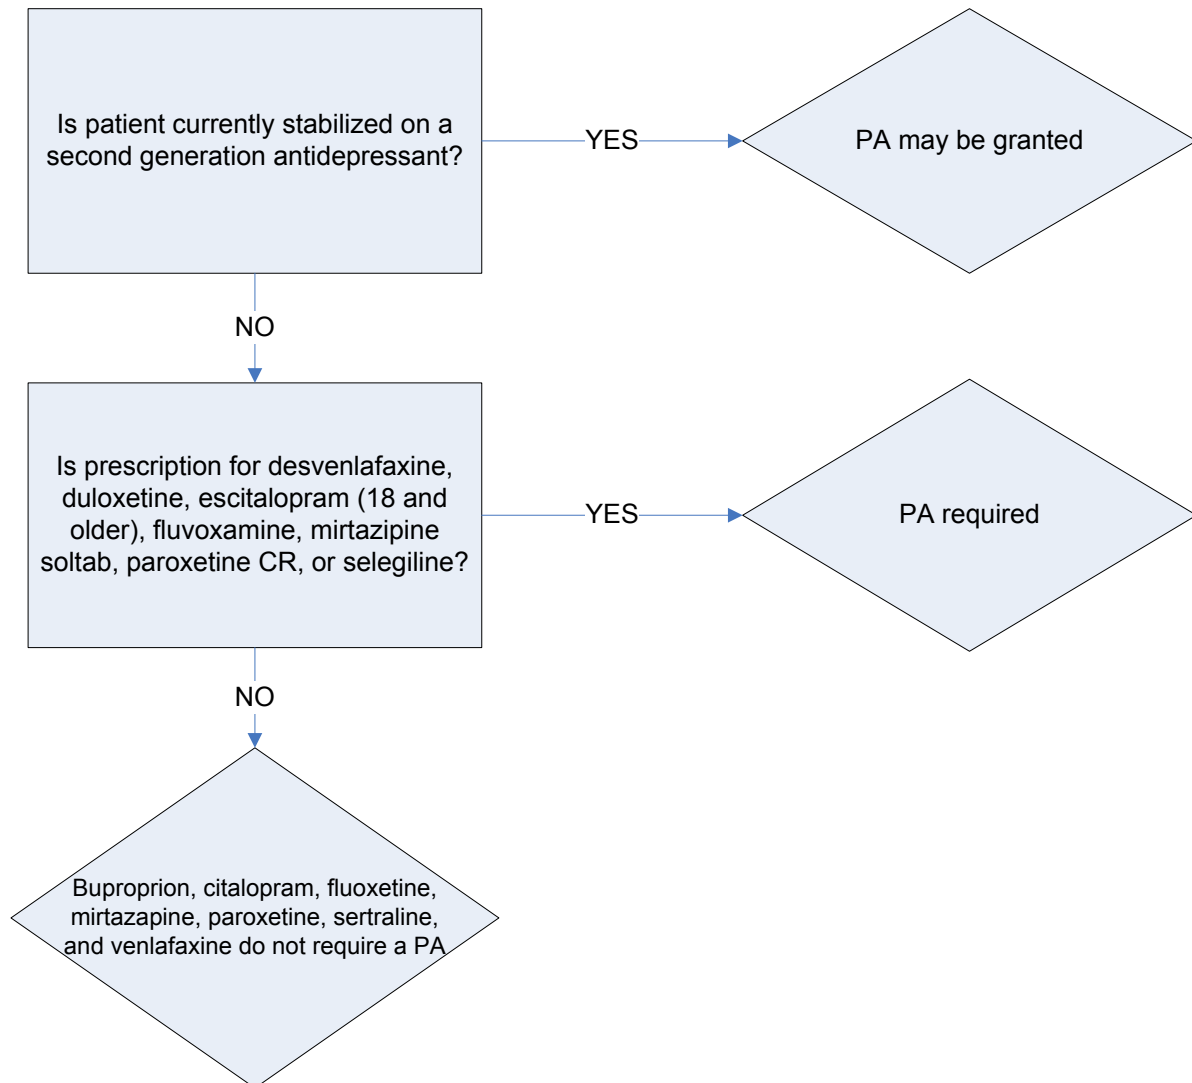 Is patient currently stabilized on a
second generation antidepressant?
YES
PA may be granted
NO
Is prescription for desvenlafaxine,
duloxetine, escitalopram (18 and
older), fluvoxamine, mirtazipine
soltab, paroxetine CR, or selegiline?
YES
PA required
NO
Buproprion, citalopram, fluoxetine,
mirtazapine, paroxetine, sertraline,
and venlafaxine do not require a PA